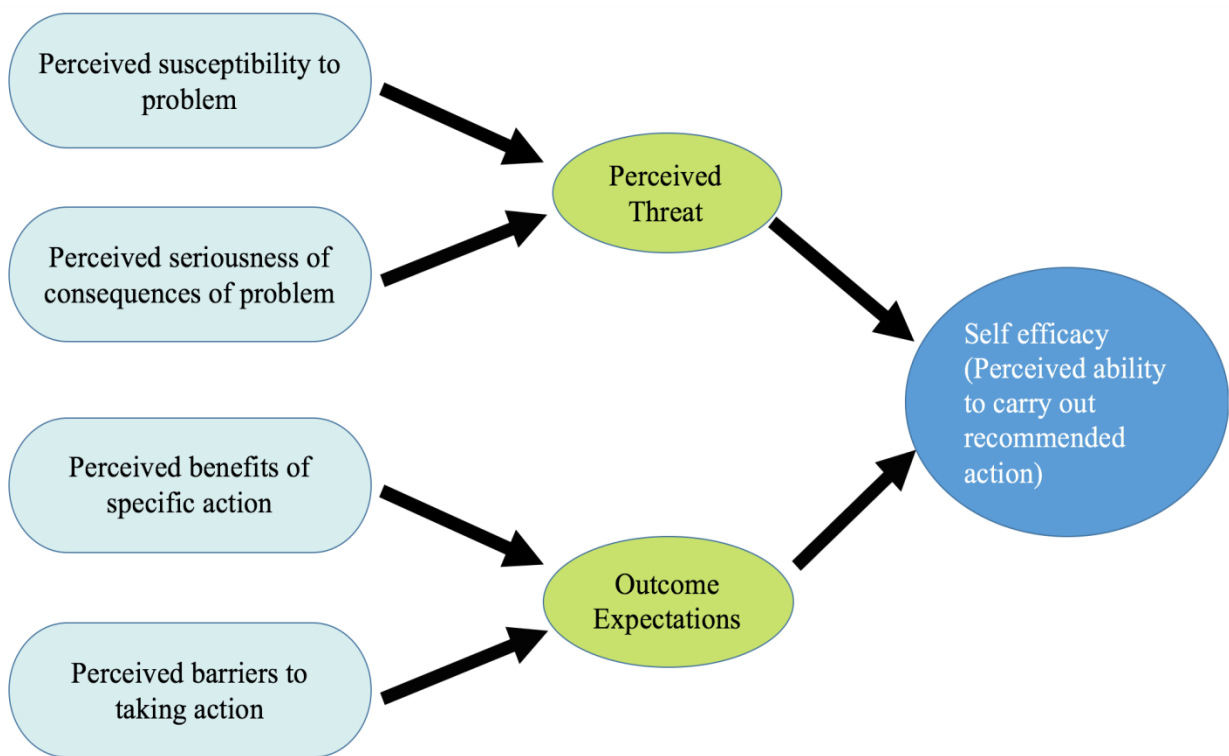 Perceived susceptibility to
problem
Perceived seriousness of
consequences of problem
Perceived benefits of
specific action
Perceived barriers to
taking action
Perceived
Threat
Outcome
Expectations
Self efficacy
(Perceived ability
to carry out
recommended
action)